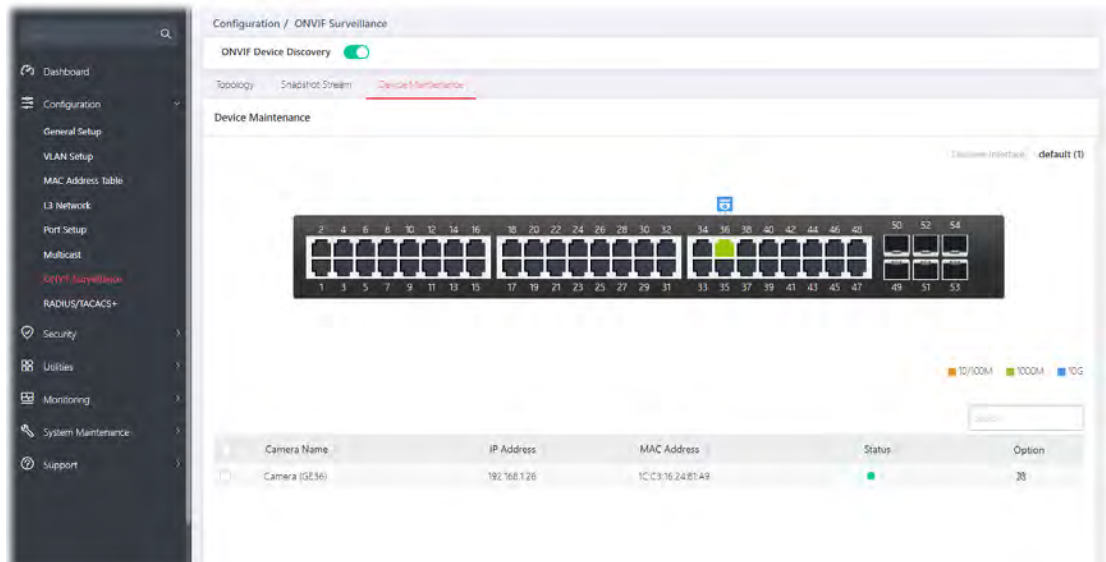 Configuration / ONVIF Surveillance
ONVIF Device Discovery
Dashboard
Topology Snapshot Stream Device Maintenance
Configuration
Device Maintenance
General Setup
VLAN Setup
Discover Interface default (1)
MAC Address Table
L3 Network
Port Setup
2 4 6 8 10 12 14 16 18 20 22 24 26 28 30 32 34 36 38 40 42 44 46 48 50 52 54
Multicast
ONVIF Surveillance
1 3 5 7 9 11 13 15 17 19 21 23 25 27 29 31 33 35 37 39 41 43 45 47 49 51 53
RADIUS/TACACS+
Security
Utilities
10/100M 1000M 10G
Monitoring
Search
System Maintenance
Camera Name IP Address MAC Address Status Option
Support
Camera (GE36) 192.168.1.26 1C:C3:16:24:81:A9